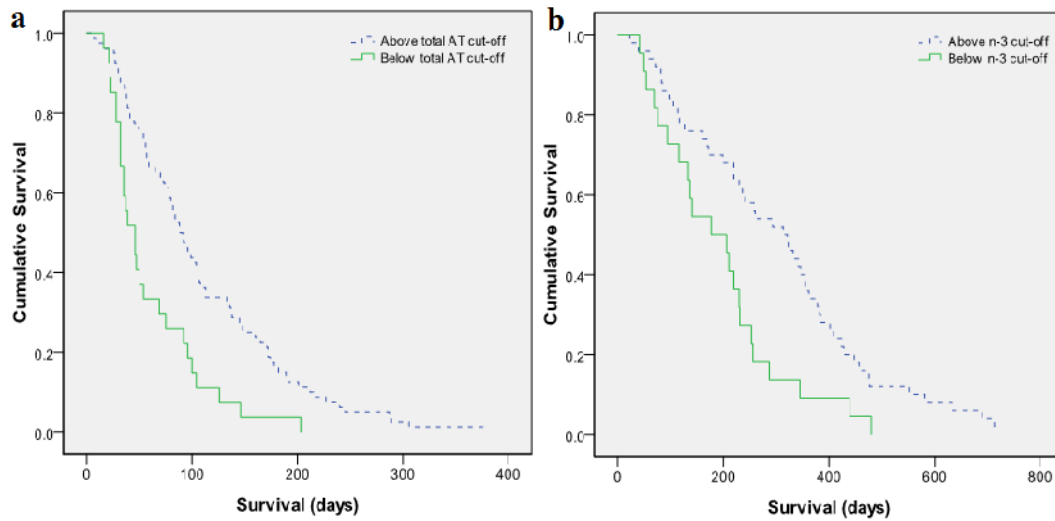 a
Above total AT cut-off
Below total AT cut-off
1.0
0.8
0.6
0.4
0.2
0.0
Cumulative Survival
0
100
200
300
400
Survival (days)
b
Above n-3 cut-off
Below n-3 cut-off
1.0
0.8
0.6
0.4
0.2
0.0
Cumulative Survival
0
200
400
600
800
Survival (days)